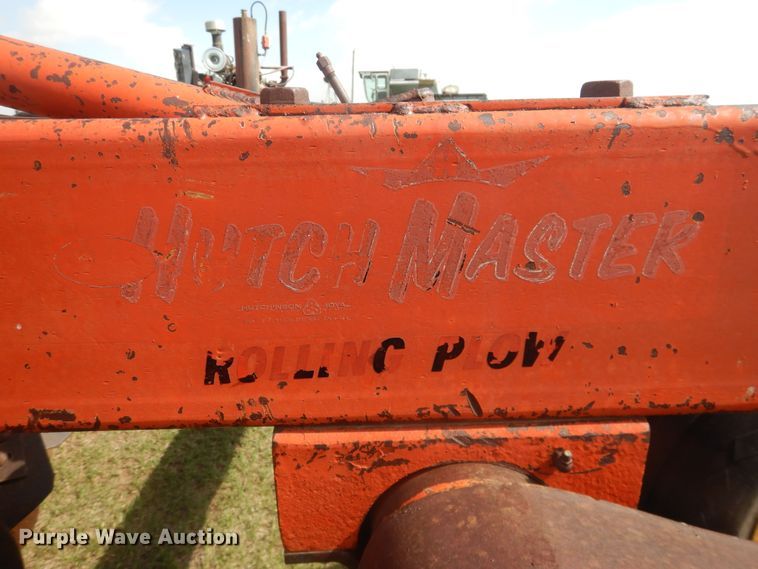 HUTCH MASTER
ROLLING PLOW
Purple Wave Auction